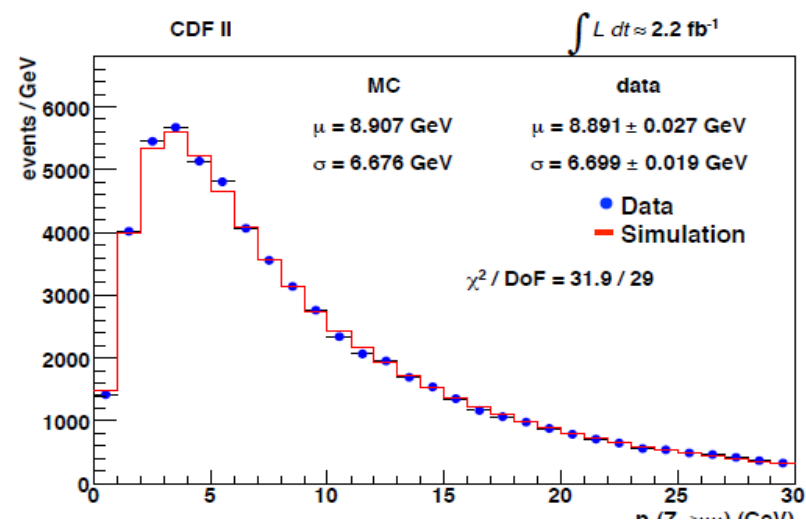 CDF II
∫ L dt ≈ 2.2 fb⁻¹
events / GeV
MC
data
μ = 8.907 GeV
μ = 8.891 ± 0.027 GeV
σ = 6.676 GeV
σ = 6.699 ± 0.019 GeV
Data
Simulation
χ² / DoF = 31.9 / 29
6000
5000
4000
3000
2000
1000
0
0 5 10 15 20 25 30
(GeV)